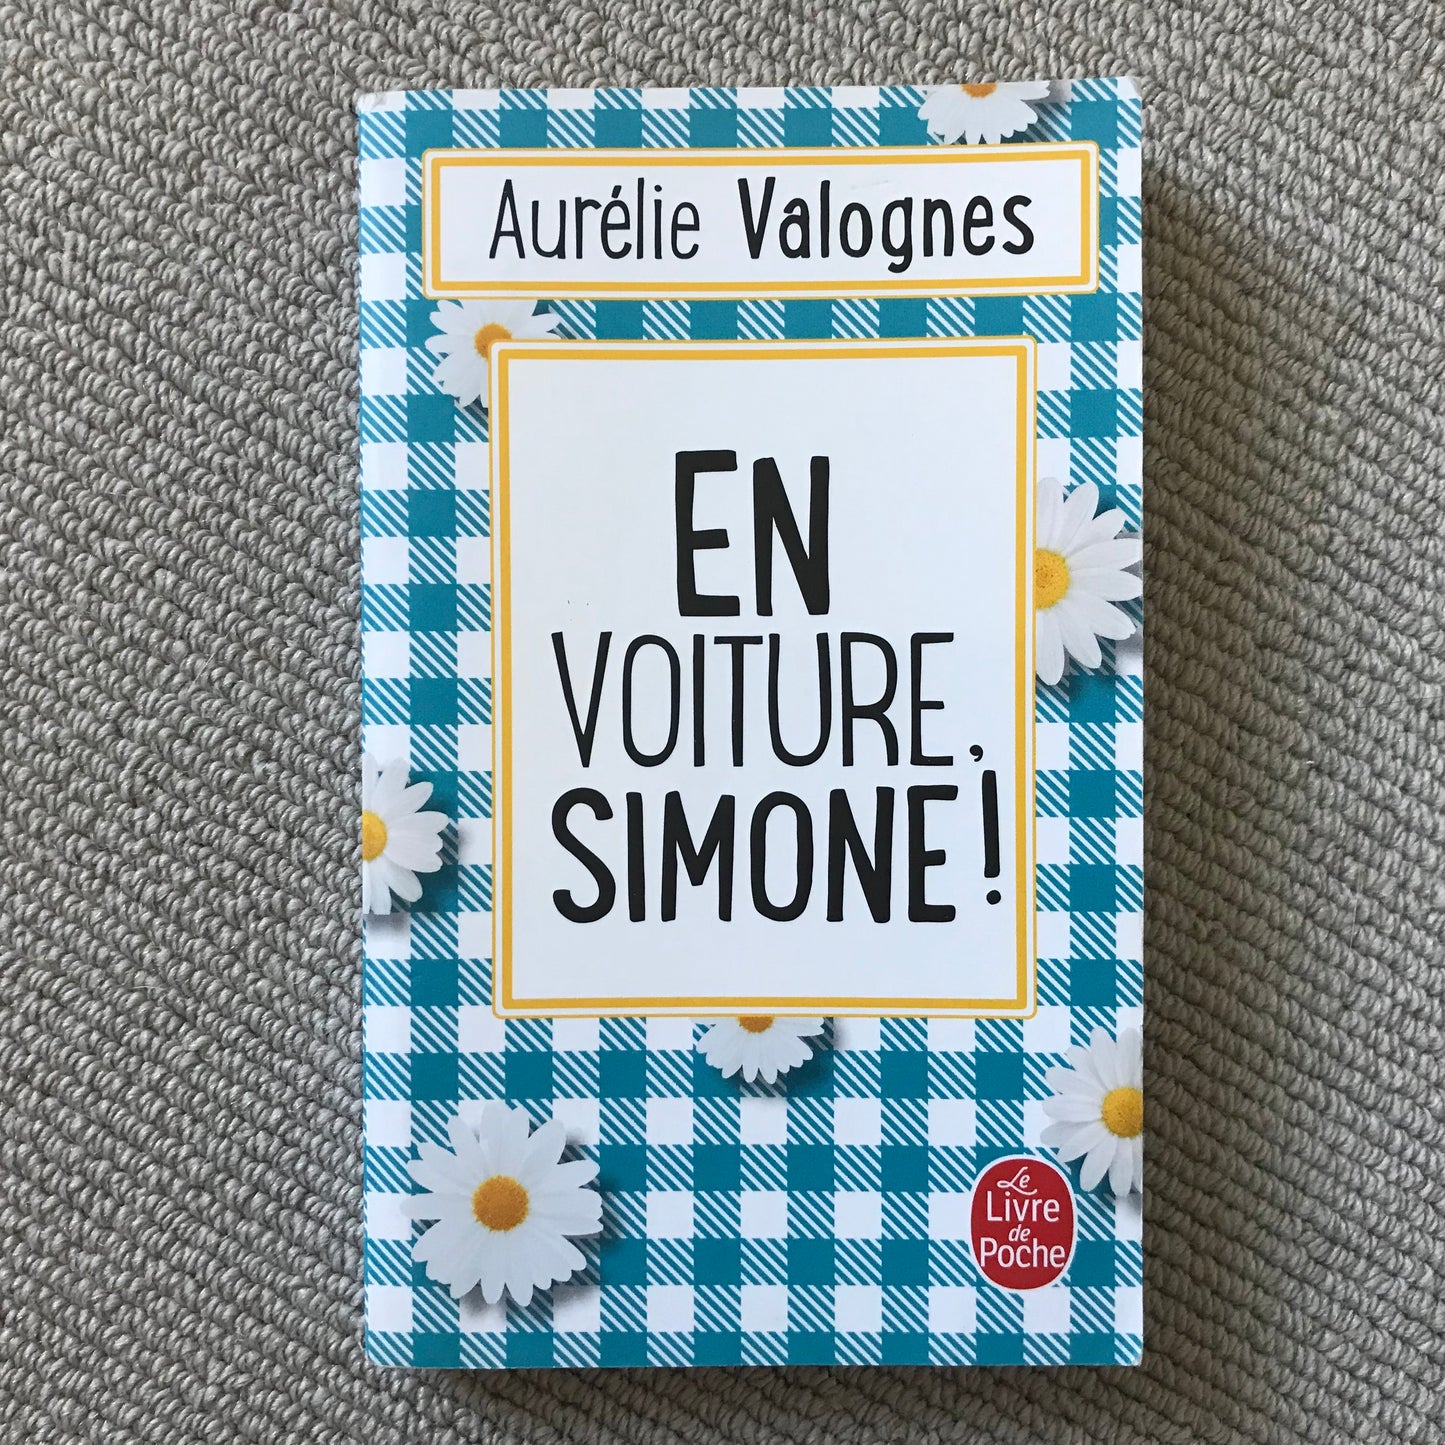 Aurélie Valognes
EN
VOITURE,
SIMONE !
Le
Livre
de
Poche